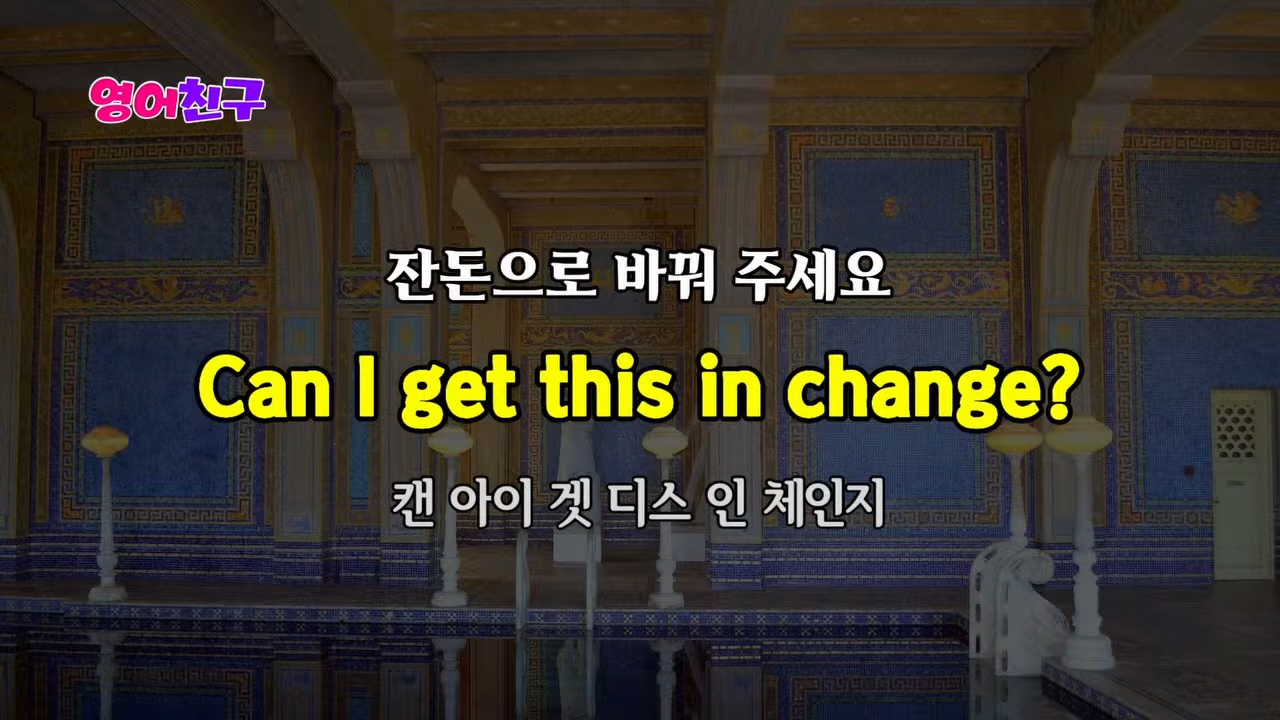 영어친구
잔돈으로 바꿔 주세요
Can I get this in change?
캔 아이 겟 디스 인 체인지